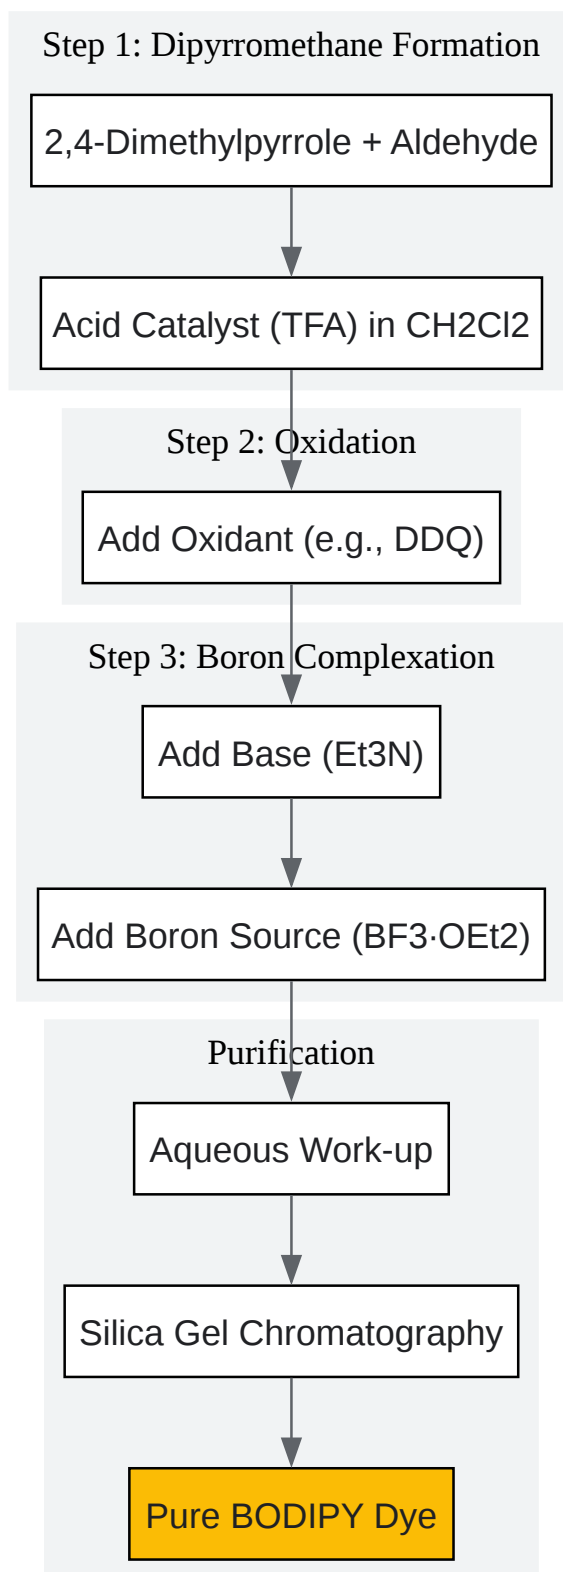 Step 1: Dipyrromethane Formation
2,4-Dimethylpyrrole + Aldehyde
Acid Catalyst (TFA) in CH2Cl2
Step 2: Oxidation
Add Oxidant (e.g., DDQ)
Step 3: Boron Complexation
Add Base (Et3N)
Add Boron Source (BF3·OEt2)
Purification
Aqueous Work-up
Silica Gel Chromatography
Pure BODIPY Dye